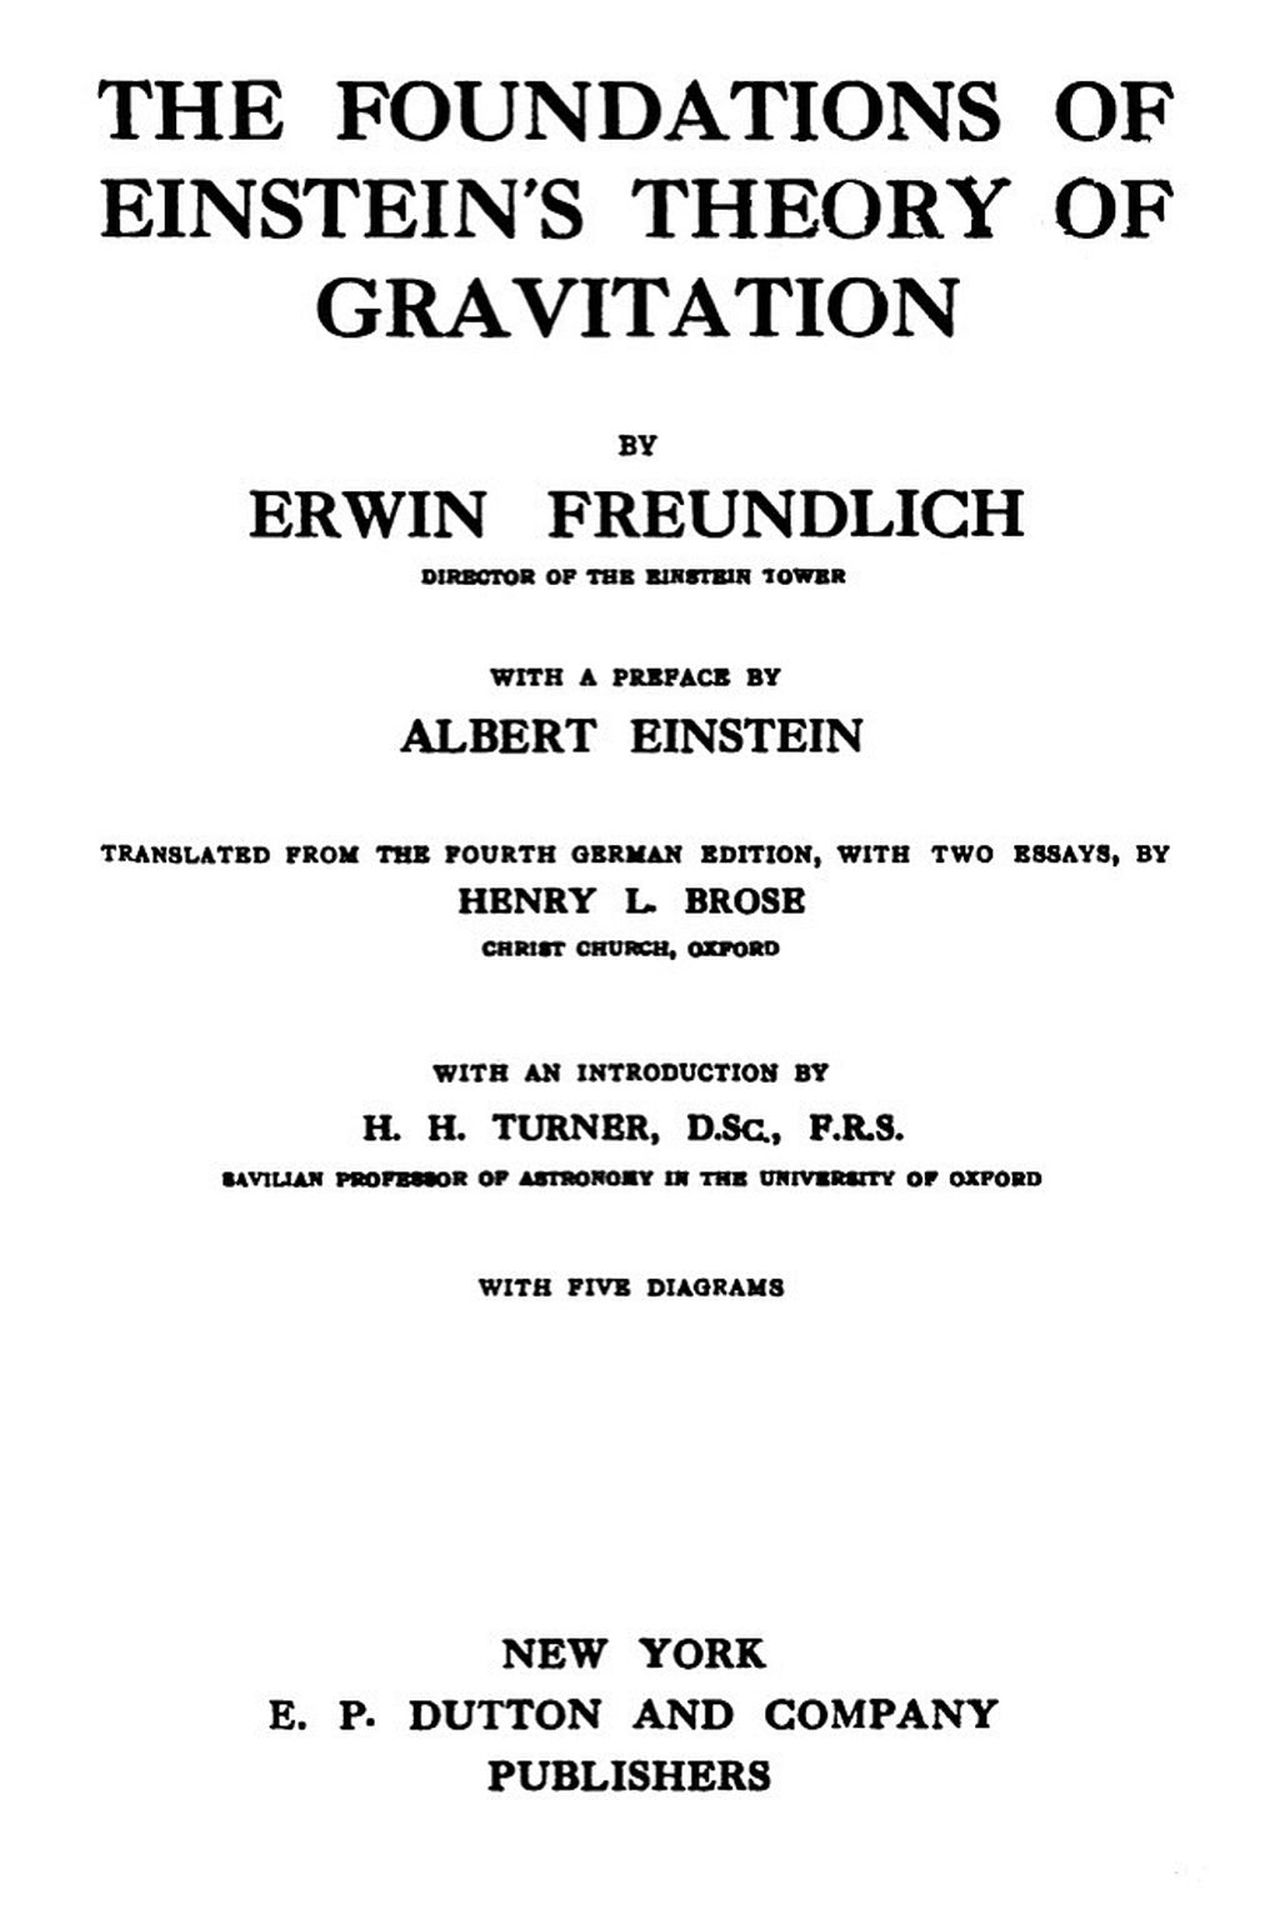 THE FOUNDATIONS OF
EINSTEIN'S THEORY OF
GRAVITATION
BY
ERWIN FREUNDLICH
DIRECTOR OF THE EINSTEIN TOWER
WITH A PREFACE BY
ALBERT EINSTEIN
TRANSLATED FROM THE FOURTH GERMAN EDITION, WITH TWO ESSAYS, BY
HENRY L. BROSE
CHRIST CHURCH, OXFORD
WITH AN INTRODUCTION BY
H. H. TURNER, D.Sc., F.R.S.
SAVILIAN PROFESSOR OF ASTRONOMY IN THE UNIVERSITY OF OXFORD
WITH FIVE DIAGRAMS
NEW YORK
E. P. DUTTON AND COMPANY
PUBLISHERS